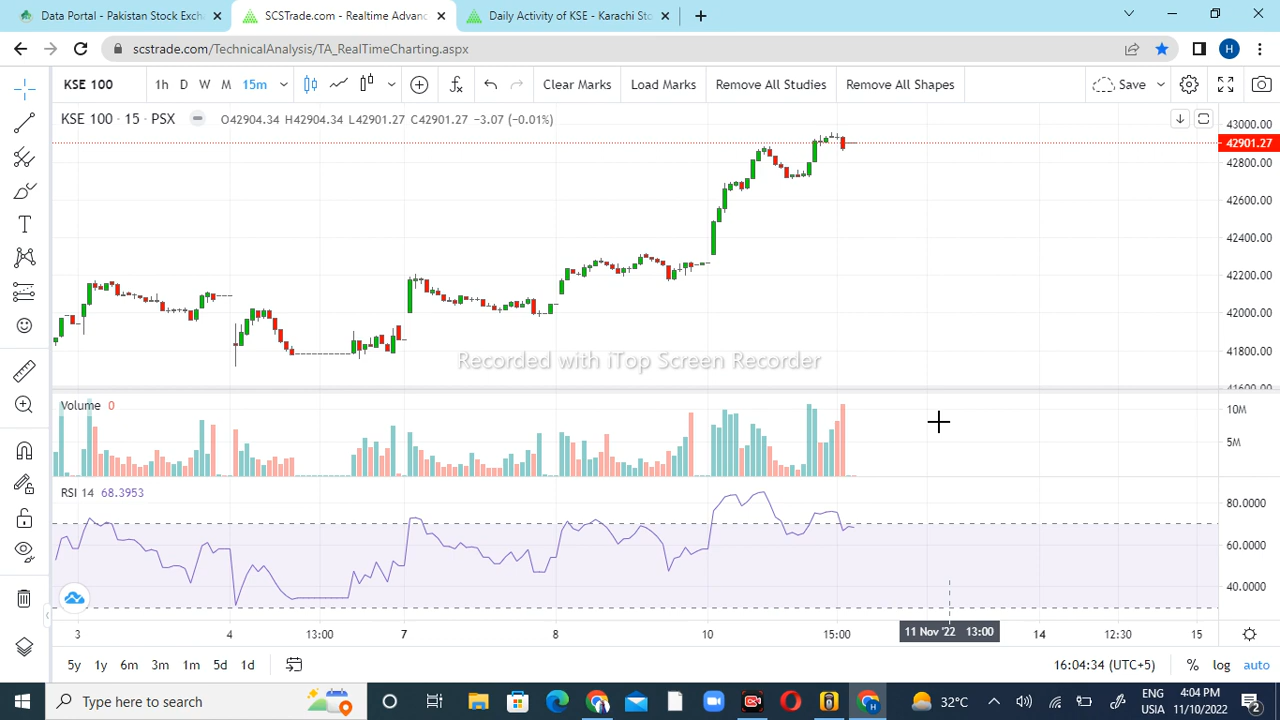 Data Portal - Pakistan Stock Exch
SCSTrade.com - Realtime Advanc
Daily Activity of KSE - Karachi Sto
scstrade.com/TechnicalAnalysis/TA_RealTimeCharting.aspx
H
KSE 100
1h D W M 15m
Clear Marks
Load Marks
Remove All Studies
Remove All Shapes
Save
KSE 100 · 15 · PSX
O42904.34 H42904.34 L42901.27 C42901.27 −3.07 (−0.01%)
43000.00
42901.27
42800.00
42600.00
42400.00
42200.00
42000.00
41800.00
41600.00
Recorded with iTop Screen Recorder
Volume 0
10M
5M
RSI 14 68.3953
80.0000
60.0000
40.0000
3 4 13:00 7 8 10 15:00 11 Nov '22 13:00 14 12:30 15
5y 1y 6m 3m 1m 5d 1d
16:04:34 (UTC+5) % log auto
Type here to search
32°C
ENG
USIA
4:04 PM
11/10/2022
2